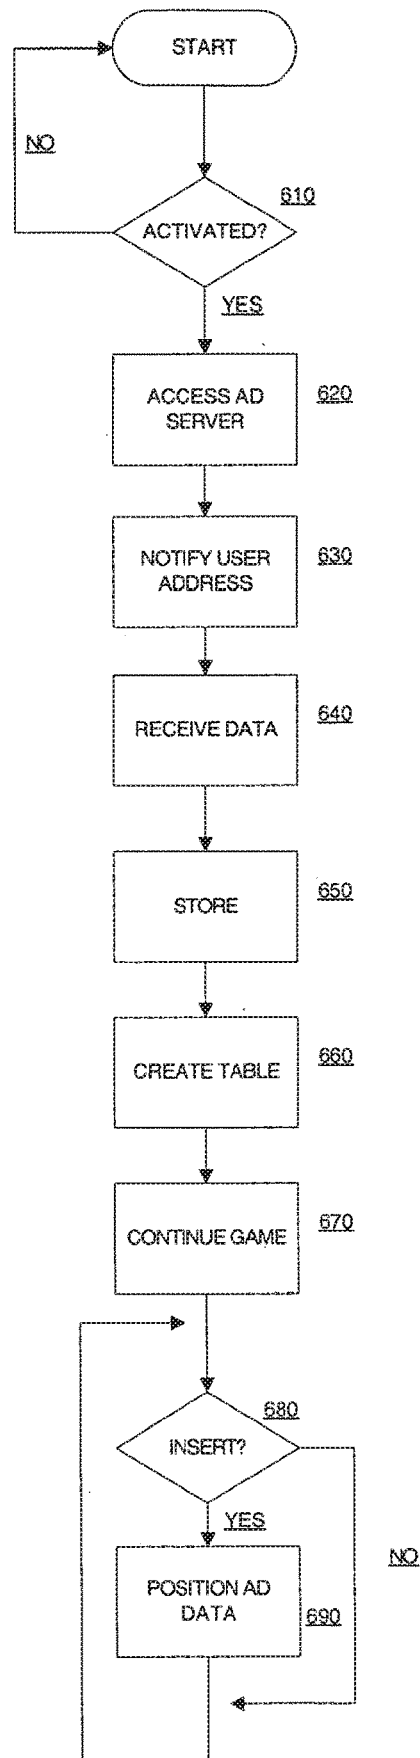 START
NO
610
ACTIVATED?
YES
ACCESS AD
SERVER
620
NOTIFY USER
ADDRESS
630
RECEIVE DATA
640
STORE
650
CREATE TABLE
660
CONTINUE GAME
670
680
INSERT?
YES
NO
POSITION AD
DATA
690